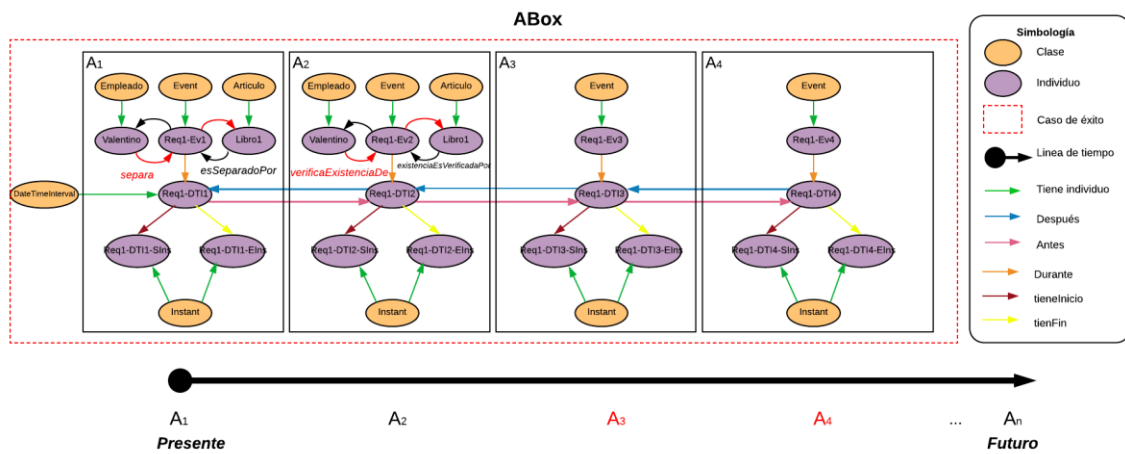 ABox
A1
Empleado
Event
Articulo
Valentino
Req1-Ev1
Libro1
separa
esSeparadoPor
DateTimeInterval
Req1-DTI1
Req1-DTI1-SIns
Req1-DTI1-EIns
Instant
A2
Empleado
Event
Articulo
Valentino
Req1-Ev2
Libro1
verificaExistenciaDe
existenciaEsVerificadaPor
Req1-DTI2
Req1-DTI2-SIns
Req1-DTI2-EIns
Instant
A3
Event
Req1-Ev3
Req1-DTI3
Req1-DTI3-SIns
Req1-DTI3-EIns
Instant
A4
Event
Req1-Ev4
Req1-DTI4
Req1-DTI4-SIns
Req1-DTI4-EIns
Instant
Simbología
Clase
Individuo
Caso de éxito
Linea de tiempo
Tiene individuo
Después
Antes
Durante
tieneInicio
tienFin
A1
A2
A3
A4
...
An
Presente
Futuro